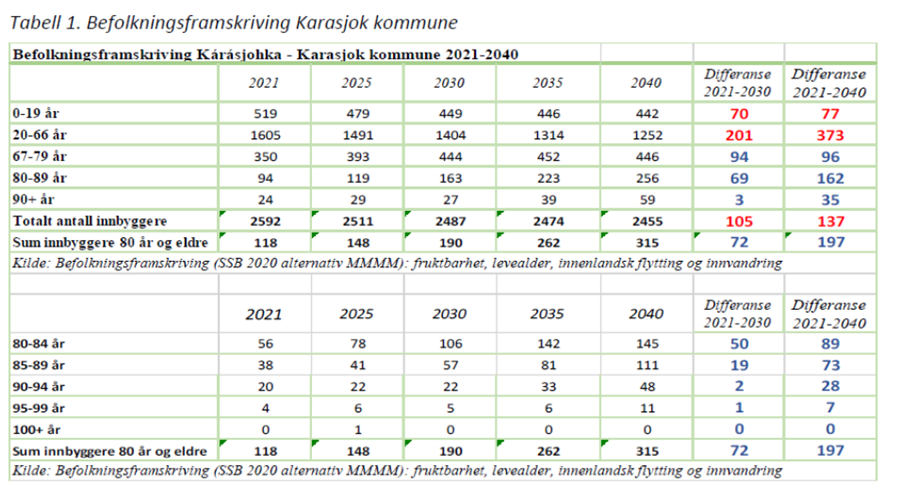 Tabell 1. Befolkningsframskriving Karasjok kommune
Befolkningsframskriving Kárásjohka - Karasjok kommune 2021-2040
2021 2025 2030 2035 2040 Differanse 2021-2030 Differanse 2021-2040
0-19 år 519 479 449 446 442 70 77
20-66 år 1605 1491 1404 1314 1252 201 373
67-79 år 350 393 444 452 446 94 96
80-89 år 94 119 163 223 256 69 162
90+ år 24 29 27 39 59 3 35
Totalt antall innbyggere 2592 2511 2487 2474 2455 105 137
Sum innbyggere 80 år og eldre 118 148 190 262 315 72 197
Kilde: Befolkningsframskriving (SSB 2020 alternativ MMMM): fruktbarhet, levealder, innenlandsk flytting og innvandring
2021 2025 2030 2035 2040 Differanse 2021-2030 Differanse 2021-2040
80-84 år 56 78 106 142 145 50 89
85-89 år 38 41 57 81 111 19 73
90-94 år 20 22 22 33 48 2 28
95-99 år 4 6 5 6 11 1 7
100+ år 0 1 0 0 0 0 0
Sum innbyggere 80 år og eldre 118 148 190 262 315 72 197
Kilde: Befolkningsframskriving (SSB 2020 alternativ MMMM): fruktbarhet, levealder, innenlandsk flytting og innvandring